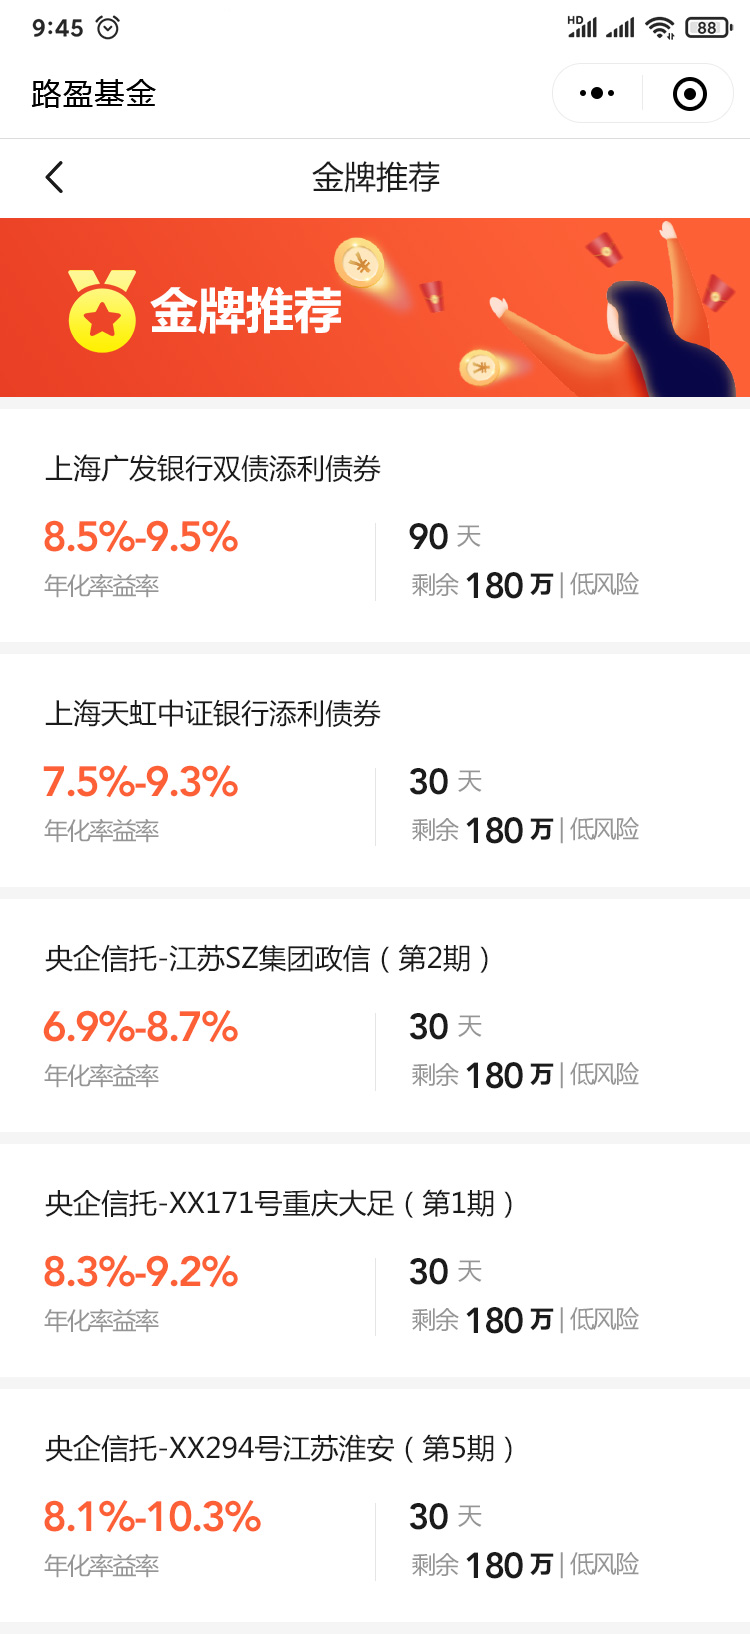 9:45 HD 88
路盈基金
金牌推荐
金牌推荐
上海广发银行双债添利债券
8.5%-9.5% 90 天
年化率益率 剩余 180 万 | 低风险
上海天虹中证银行添利债券
7.5%-9.3% 30 天
年化率益率 剩余 180 万 | 低风险
央企信托-江苏SZ集团政信（第2期）
6.9%-8.7% 30 天
年化率益率 剩余 180 万 | 低风险
央企信托-XX171号重庆大足（第1期）
8.3%-9.2% 30 天
年化率益率 剩余 180 万 | 低风险
央企信托-XX294号江苏淮安（第5期）
8.1%-10.3% 30 天
年化率益率 剩余 180 万 | 低风险